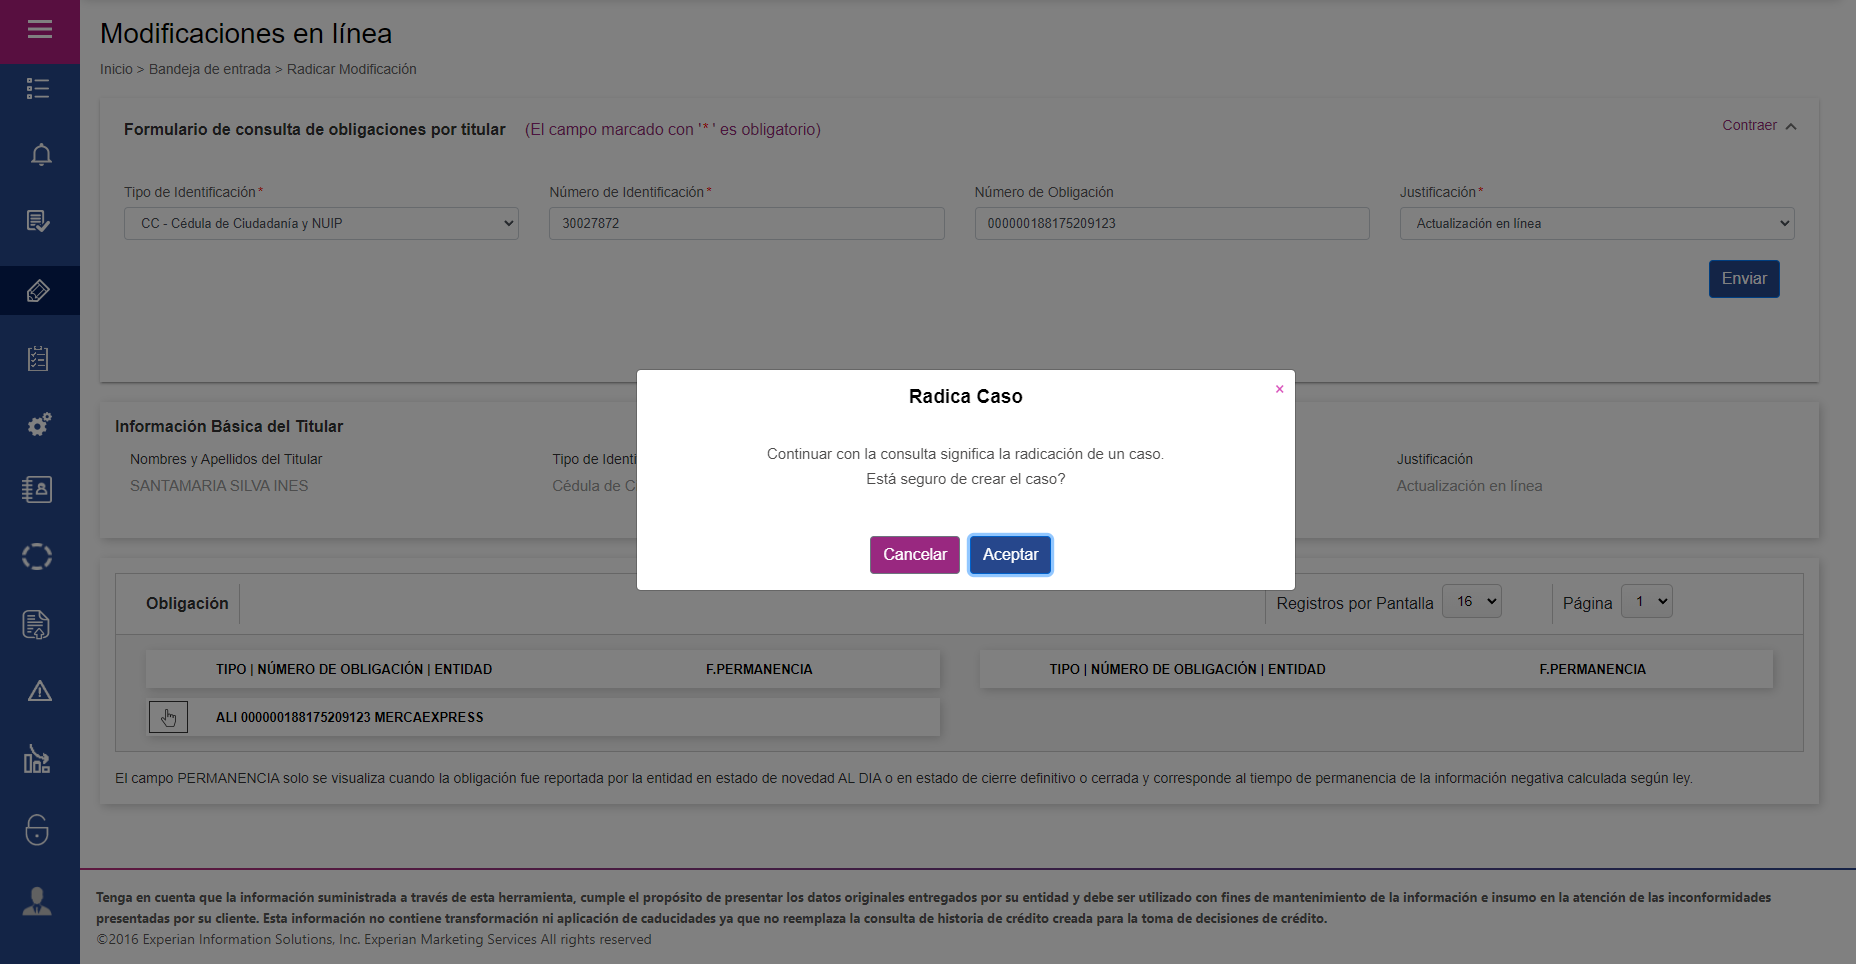 Modificaciones en línea
Inicio > Bandeja de entrada > Radicar Modificación
Formulario de consulta de obligaciones por titular (El campo marcado con '* ' es obligatorio)
Contraer
Tipo de Identificación*
Número de Identificación*
Número de Obligación
Justificación*
CC - Cédula de Ciudadanía y NUIP
30027872
000000188175209123
Actualización en línea
Enviar
Radica Caso
×
Continuar con la consulta significa la radicación de un caso.
Está seguro de crear el caso?
Cancelar
Aceptar
Información Básica del Titular
Nombres y Apellidos del Titular
Tipo de Identi
Justificación
SANTAMARIA SILVA INES
Cédula de C
Actualización en línea
Obligación
Registros por Pantalla 16
Página 1
TIPO | NÚMERO DE OBLIGACIÓN | ENTIDAD F.PERMANENCIA
TIPO | NÚMERO DE OBLIGACIÓN | ENTIDAD F.PERMANENCIA
ALI 000000188175209123 MERCAEXPRESS
El campo PERMANENCIA solo se visualiza cuando la obligación fue reportada por la entidad en estado de novedad AL DIA o en estado de cierre definitivo o cerrada y corresponde al tiempo de permanencia de la información negativa calculada según ley.
Tenga en cuenta que la información suministrada a través de esta herramienta, cumple el propósito de presentar los datos originales entregados por su entidad y debe ser utilizado con fines de mantenimiento de la información e insumo en la atención de las inconformidades
presentadas por su cliente. Esta información no contiene transformación ni aplicación de caducidades ya que no reemplaza la consulta de historia de crédito creada para la toma de decisiones de crédito.
©2016 Experian Information Solutions, Inc. Experian Marketing Services All rights reserved